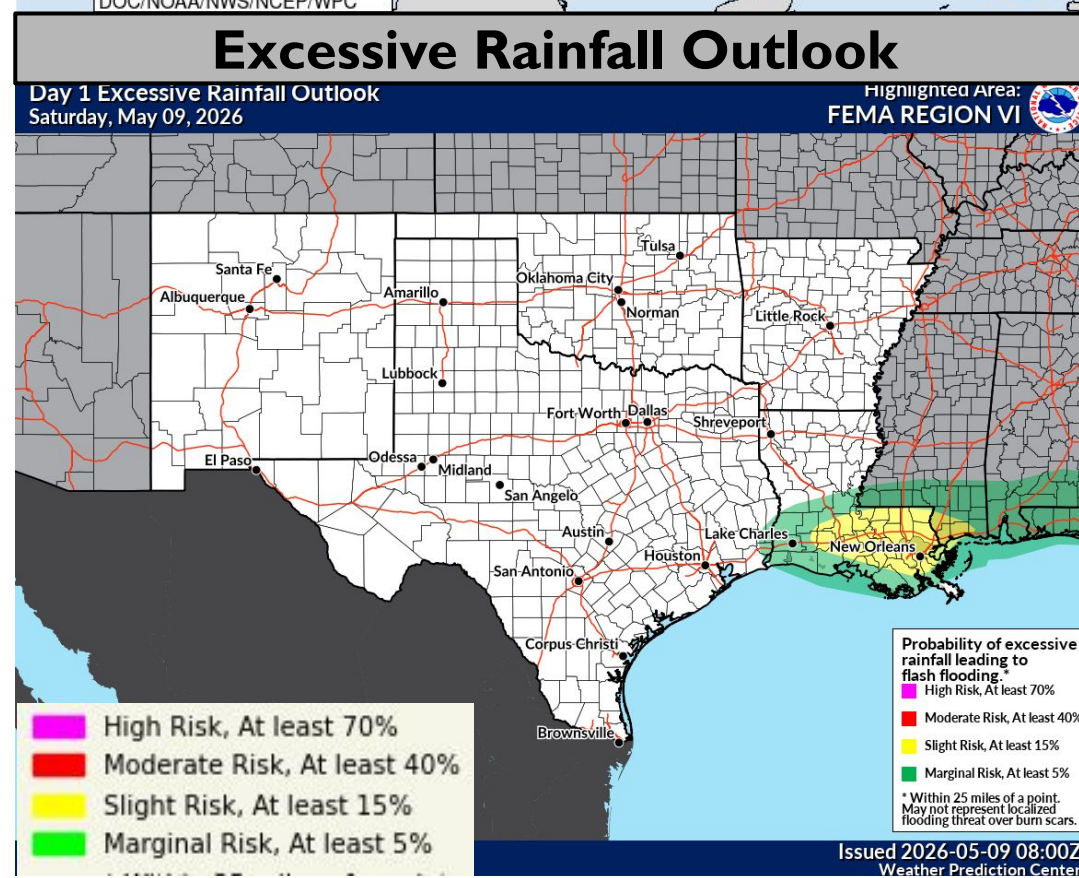 DOC/NOAA/NWS/NCEP/WPC
Excessive Rainfall Outlook
Day 1 Excessive Rainfall Outlook
Saturday, May 09, 2026
Highlighted Area:
FEMA REGION VI
Tulsa
Santa Fe
Oklahoma City
Albuquerque
Amarillo
Norman
Little Rock
Lubbock
Fort Worth
Dallas
Shreveport
El Paso
Odessa
Midland
San Angelo
Austin
Lake Charles
New Orleans
Houston
San Antonio
Corpus Christi
Brownsville
Probability of excessive
rainfall leading to
flash flooding.*
High Risk, At least 70%
Moderate Risk, At least 40%
Slight Risk, At least 15%
Marginal Risk, At least 5%
* Within 25 miles of a point.
May not represent localized
flooding threat over burn scars.
High Risk, At least 70%
Moderate Risk, At least 40%
Slight Risk, At least 15%
Marginal Risk, At least 5%
Issued 2026-05-09 08:00Z
Weather Prediction Center